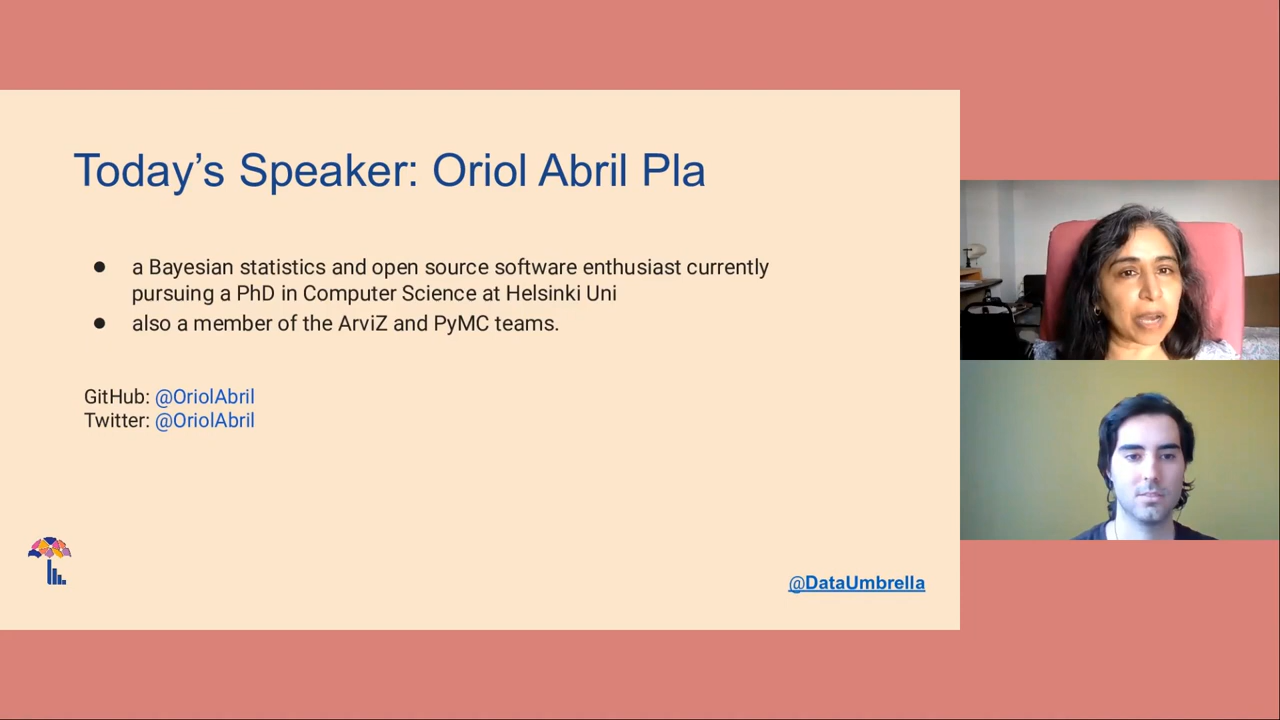 Today’s Speaker: Oriol Abril Pla
● a Bayesian statistics and open source software enthusiast currently
pursuing a PhD in Computer Science at Helsinki Uni
● also a member of the ArviZ and PyMC teams.
GitHub: @OriolAbril
Twitter: @OriolAbril
@DataUmbrella